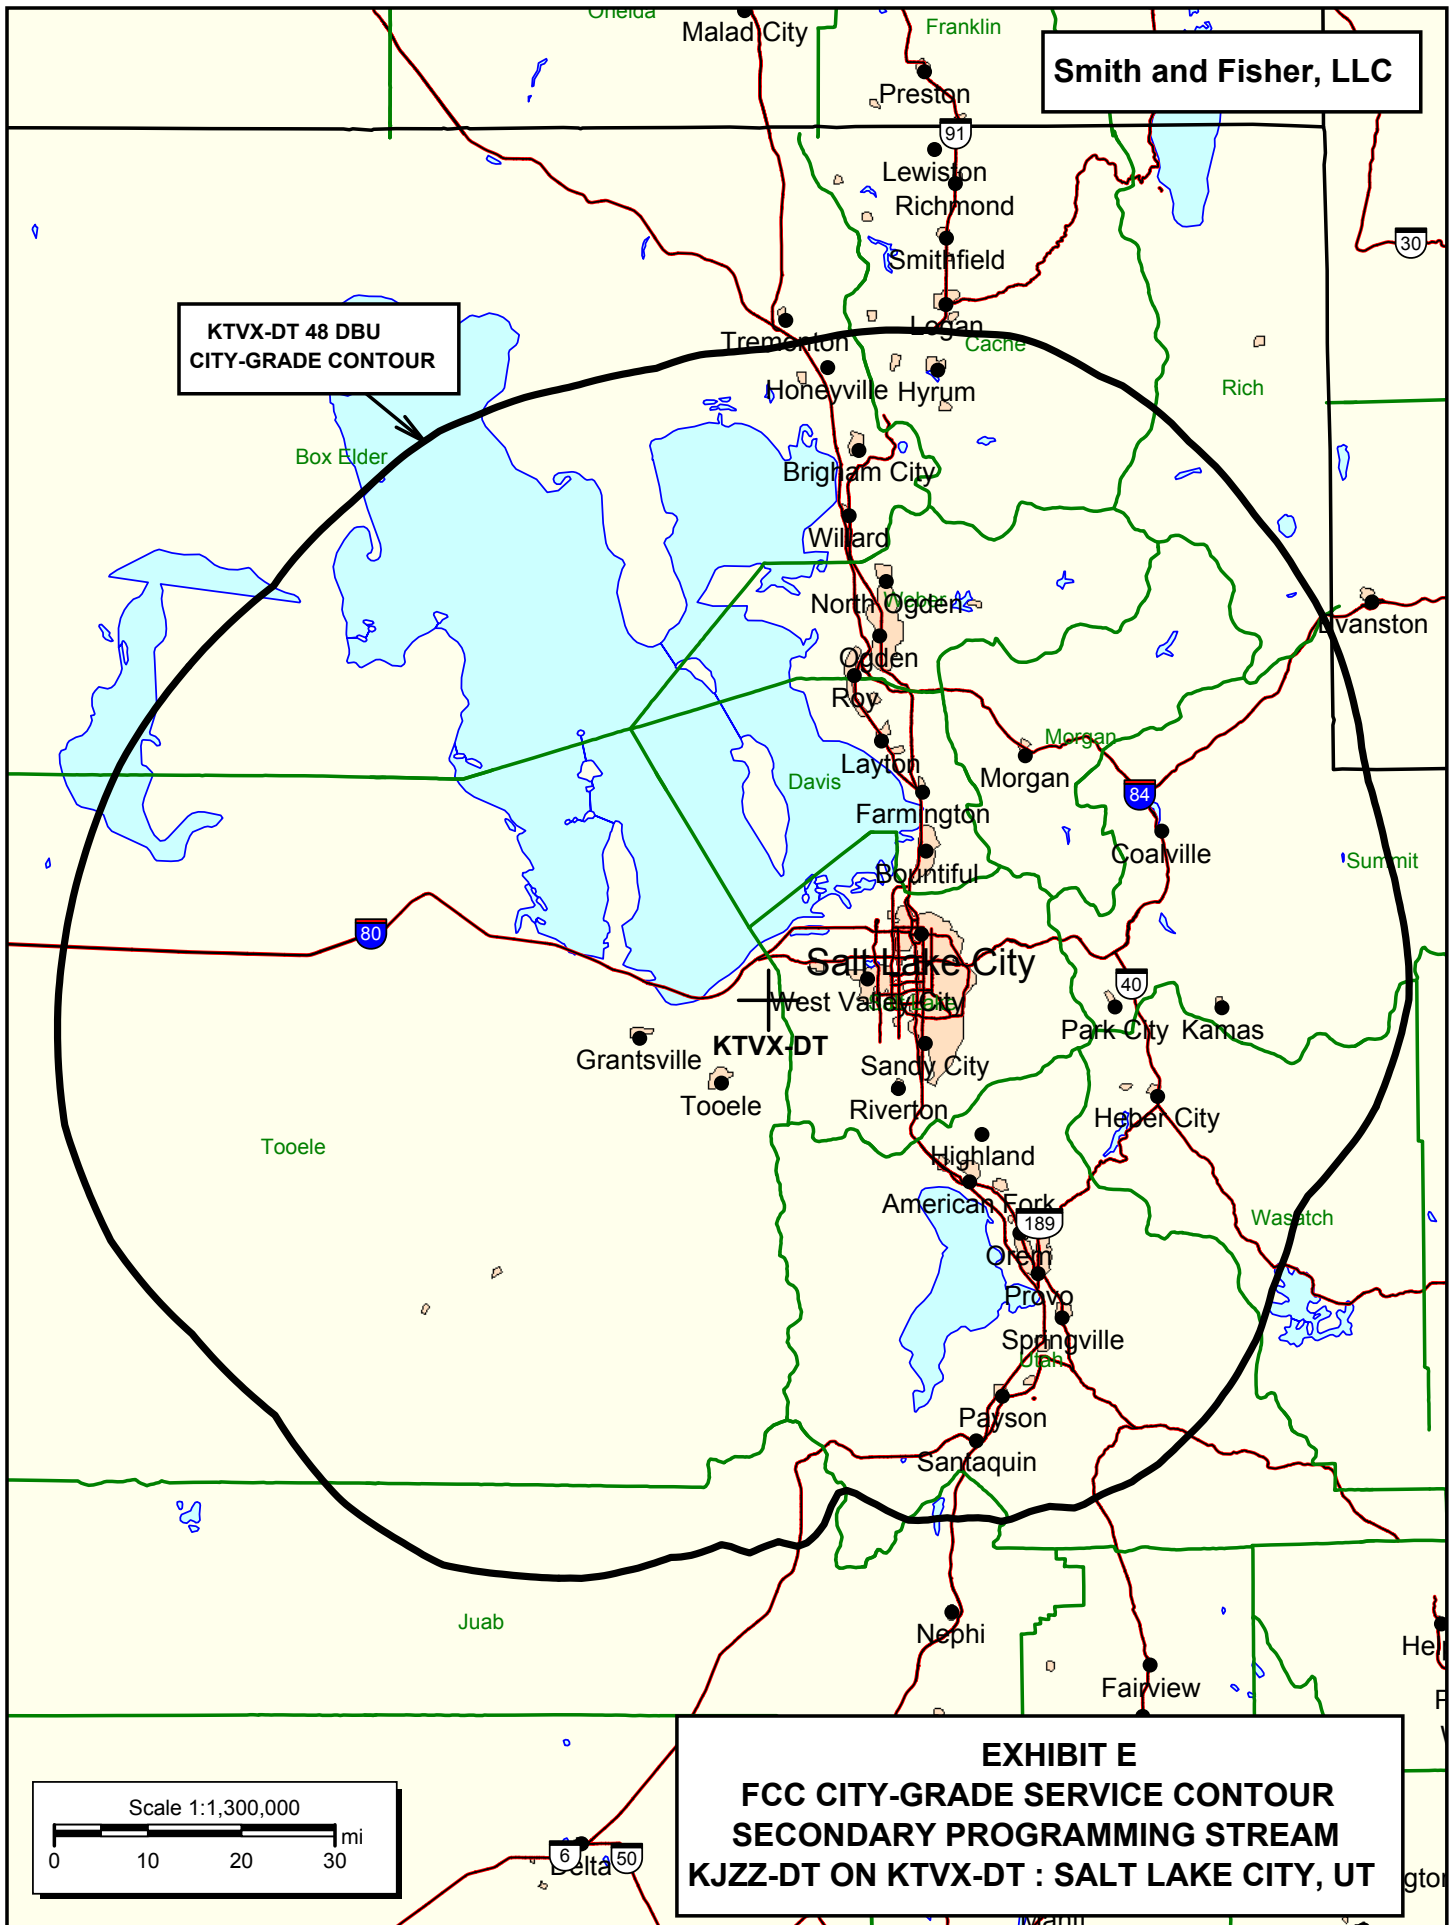 Oneida
Malad City
Franklin
Smith and Fisher, LLC
Preston
91
Lewiston
Richmond
30
Smithfield
KTVX-DT 48 DBU
CITY-GRADE CONTOUR
Logan
Tremonton
Cache
Honeyville
Hyrum
Rich
Box Elder
Brigham City
Willard
North Ogden
Weber
Evanston
Ogden
Roy
Morgan
Layton
Morgan
Davis
84
Farmington
Coalville
Summit
Bountiful
80
Salt Lake City
40
West Valley City
Park City
Kamas
KTVX-DT
Grantsville
Sandy City
Tooele
Riverton
Heber City
Tooele
Highland
American Fork
189
Wasatch
Orem
Provo
Springville
Utah
Payson
Santaquin
Juab
Nephi
Fairview
EXHIBIT E
FCC CITY-GRADE SERVICE CONTOUR
SECONDARY PROGRAMMING STREAM
KJZZ-DT ON KTVX-DT : SALT LAKE CITY, UT
Scale 1:1,300,000
mi
0 10 20 30
6
50
Delta